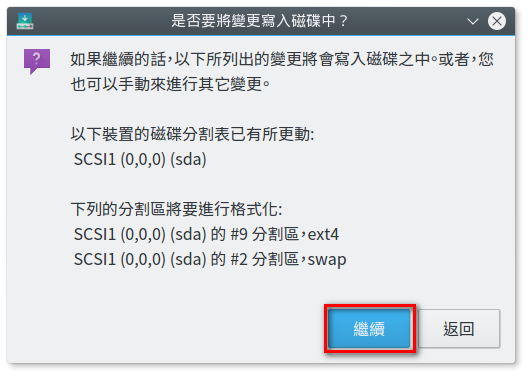 是否要將變更寫入磁碟中？
如果繼續的話，以下所列出的變更將會寫入磁碟之中。或者，您
也可以手動來進行其它變更。
以下裝置的磁碟分割表已有所更動:
SCSI1 (0,0,0) (sda)
下列的分割區將要進行格式化:
SCSI1 (0,0,0) (sda) 的 #9 分割區，ext4
SCSI1 (0,0,0) (sda) 的 #2 分割區，swap
繼續 返回